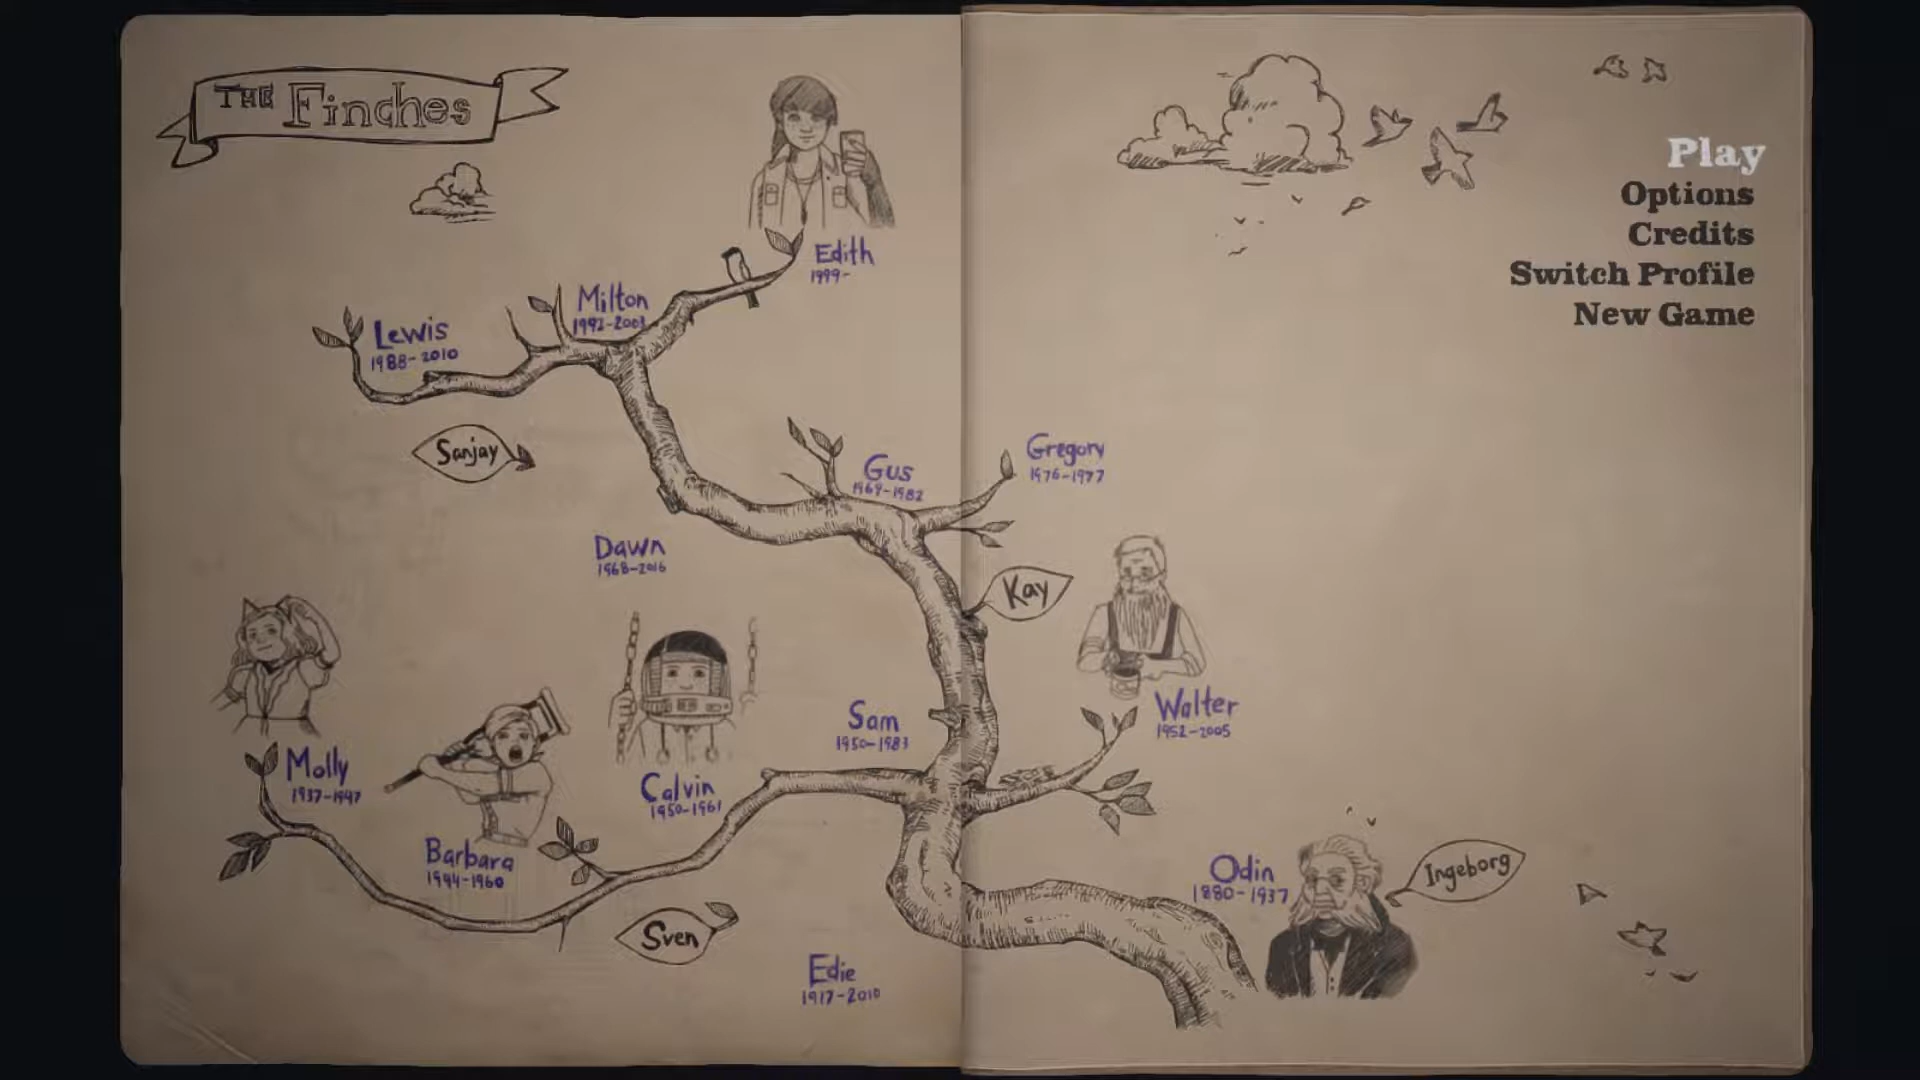 THE Finches
Play
Options
Credits
Switch Profile
New Game
Edith
1999-
Milton
1992-2003
Lewis
1988-2010
Sanjay
Gus
1969-1982
Gregory
1976-1977
Dawn
1968-2016
Kay
Walter
1952-2005
Sam
1950-1983
Calvin
1950-1961
Molly
1937-1947
Barbara
1944-1960
Sven
Odin
1880-1937
Ingeborg
Edie
1917-2010